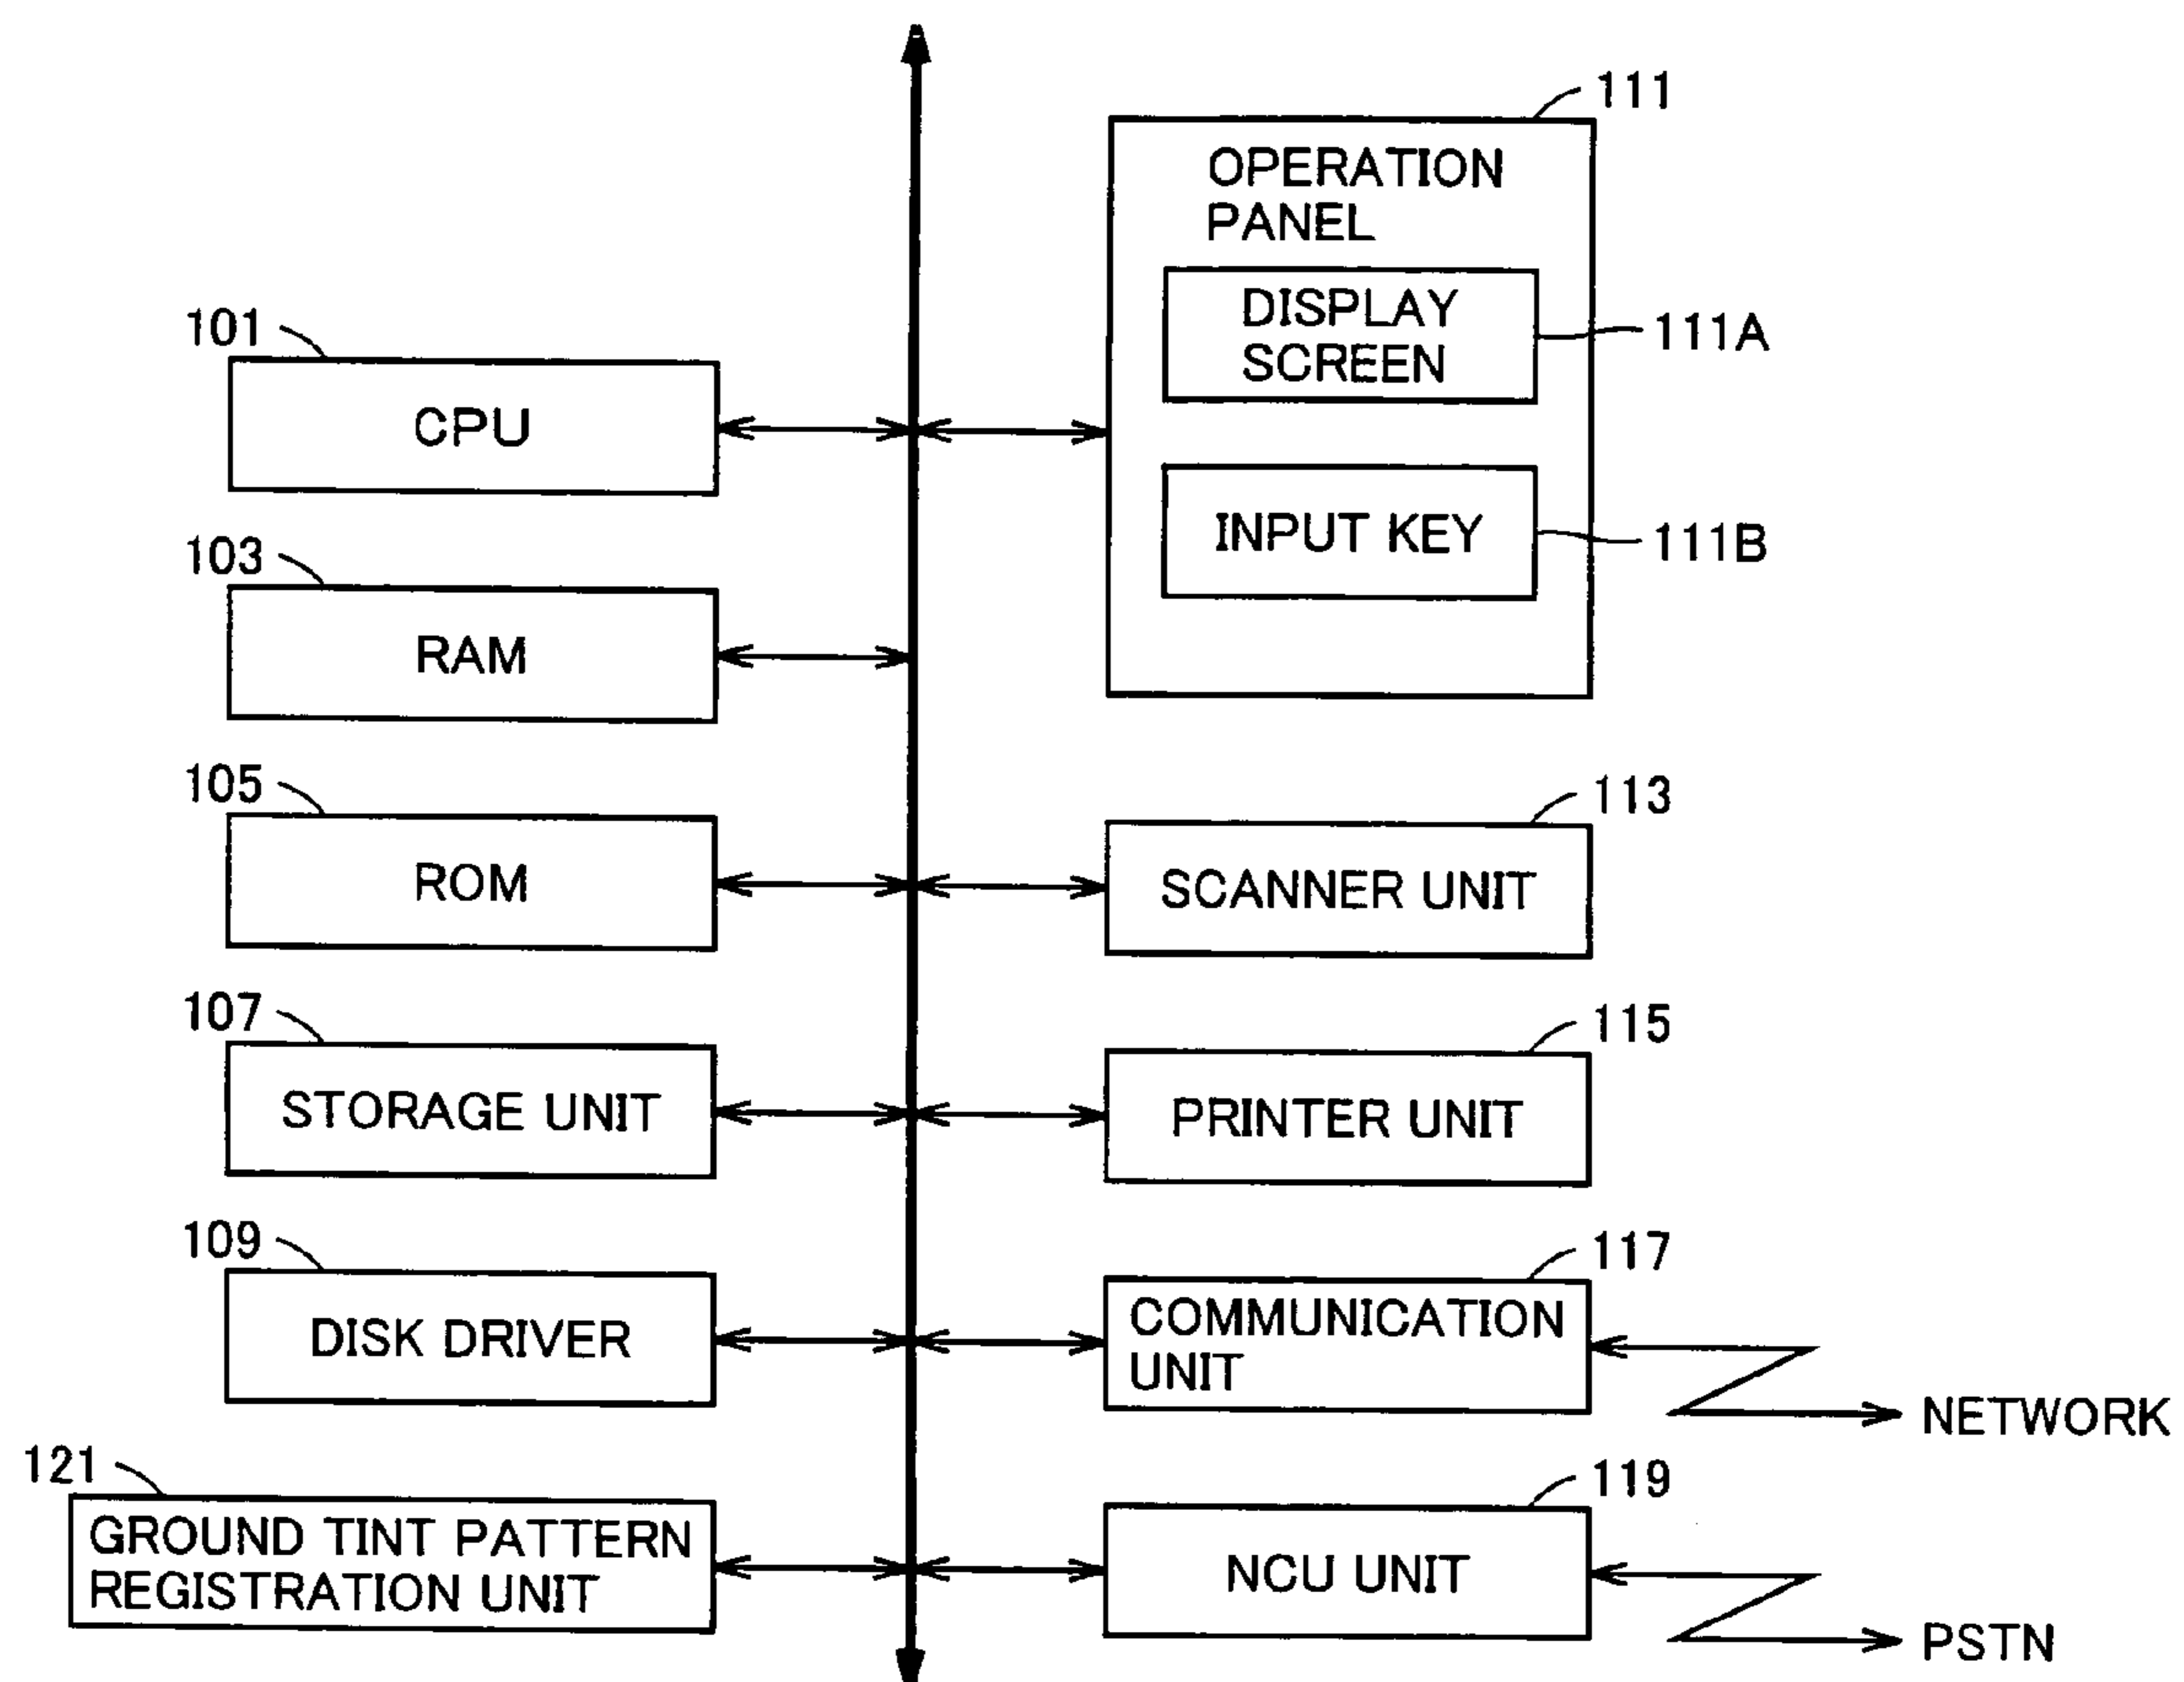 111
OPERATION
PANEL
DISPLAY
SCREEN
111A
INPUT KEY
111B
101
CPU
103
RAM
105
ROM
113
SCANNER UNIT
107
STORAGE UNIT
115
PRINTER UNIT
109
DISK DRIVER
117
COMMUNICATION
UNIT
NETWORK
121
GROUND TINT PATTERN
REGISTRATION UNIT
119
NCU UNIT
PSTN